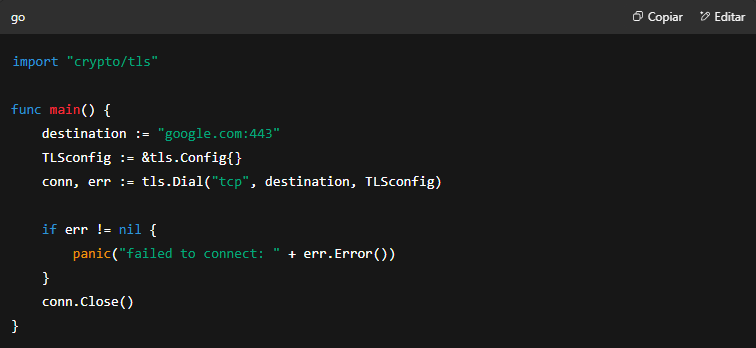 go
Copiar
Editar
import "crypto/tls"
func main() {
    destination := "google.com:443"
    TLSconfig := &tls.Config{}
    conn, err := tls.Dial("tcp", destination, TLSconfig)
    if err != nil {
        panic("failed to connect: " + err.Error())
    }
    conn.Close()
}